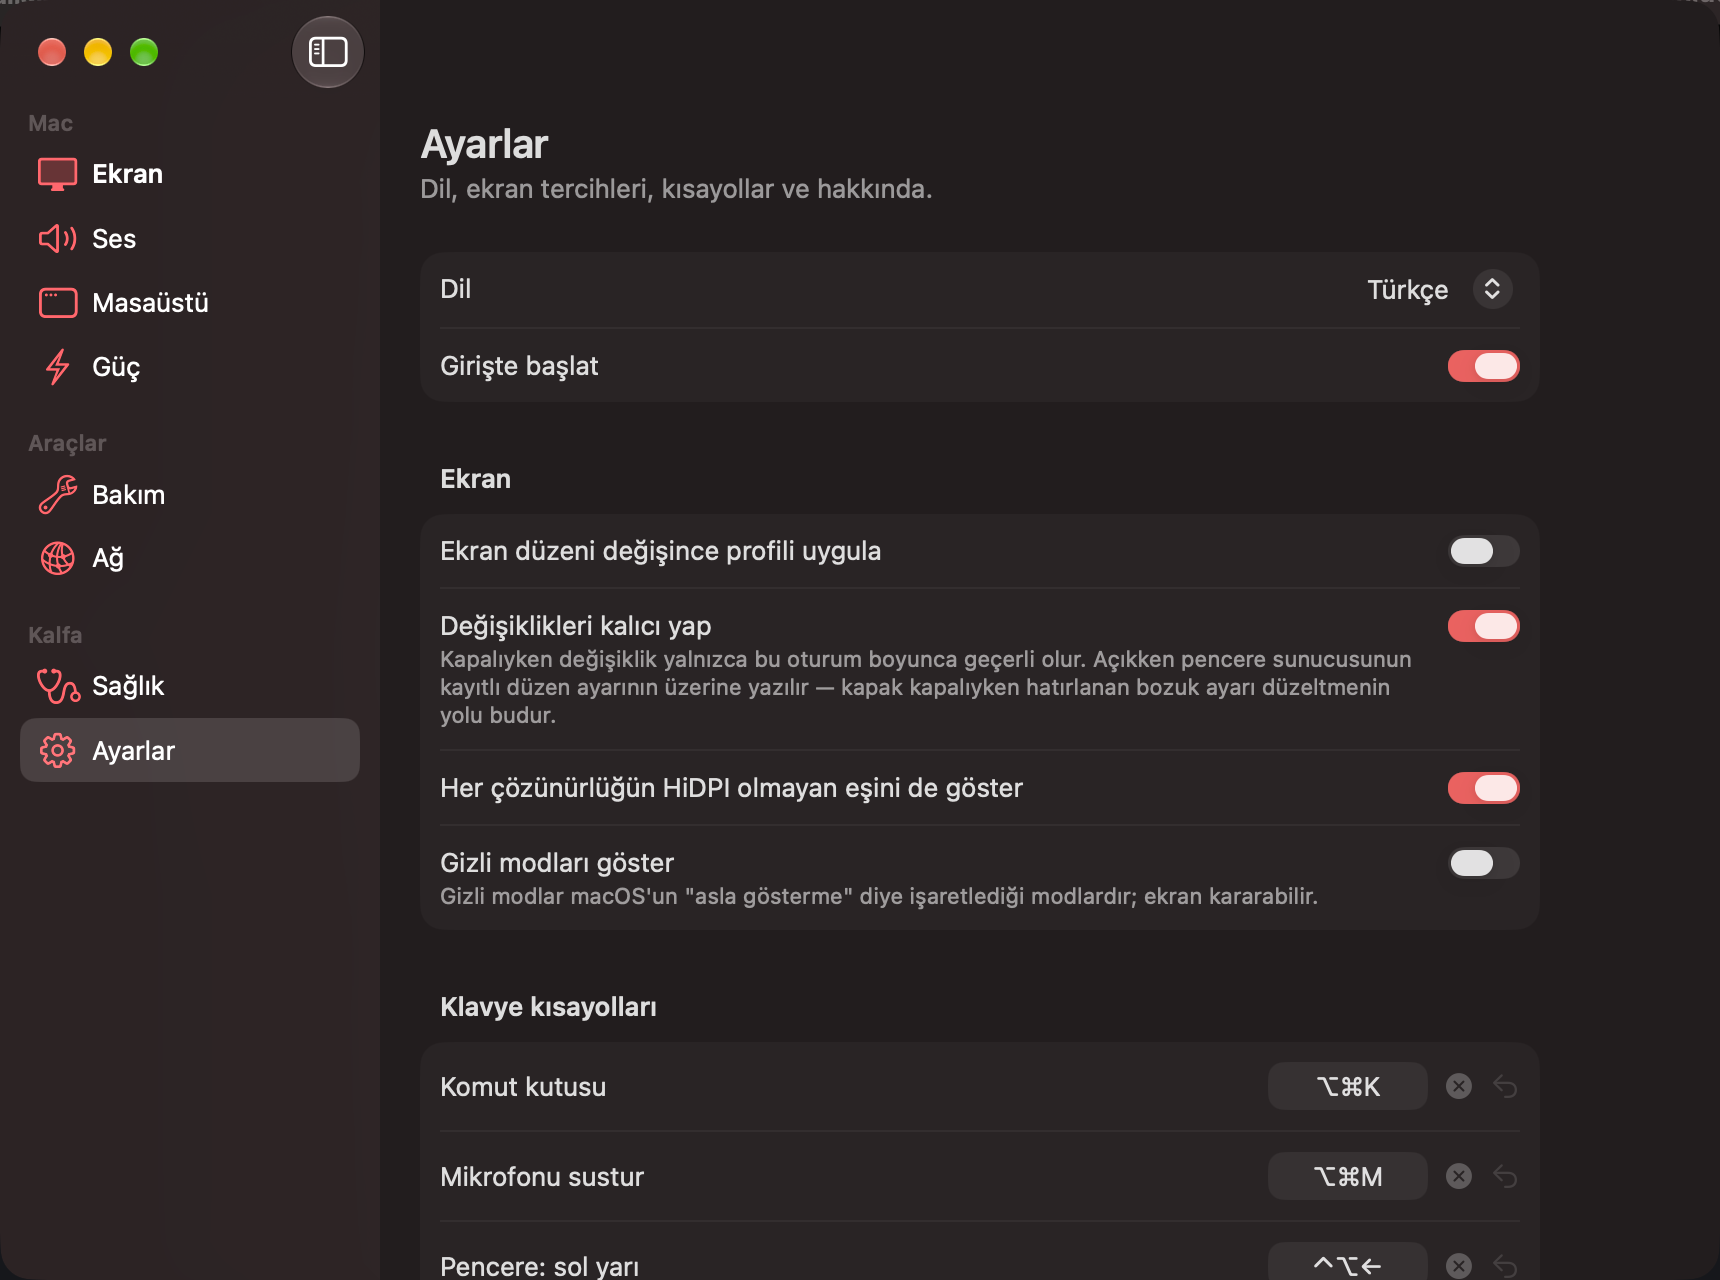 Mac
Ekran
Ses
Masaüstü
Güç
Araçlar
Bakım
Ağ
Kalfa
Sağlık
Ayarlar
Ayarlar
Dil, ekran tercihleri, kısayollar ve hakkında.
Dil
Türkçe
Girişte başlat
Ekran
Ekran düzeni değişince profili uygula
Değişiklikleri kalıcı yap
Kapalıyken değişiklik yalnızca bu oturum boyunca geçerli olur. Açıkken pencere sunucusunun
kayıtlı düzen ayarının üzerine yazılır — kapak kapalıyken hatırlanan bozuk ayarı düzeltmenin
yolu budur.
Her çözünürlüğün HiDPI olmayan eşini de göster
Gizli modları göster
Gizli modlar macOS'un "asla gösterme" diye işaretlediği modlardır; ekran kararabilir.
Klavye kısayolları
Komut kutusu
⌥⌘K
Mikrofonu sustur
⌥⌘M
Pencere: sol yarı
^⌥←